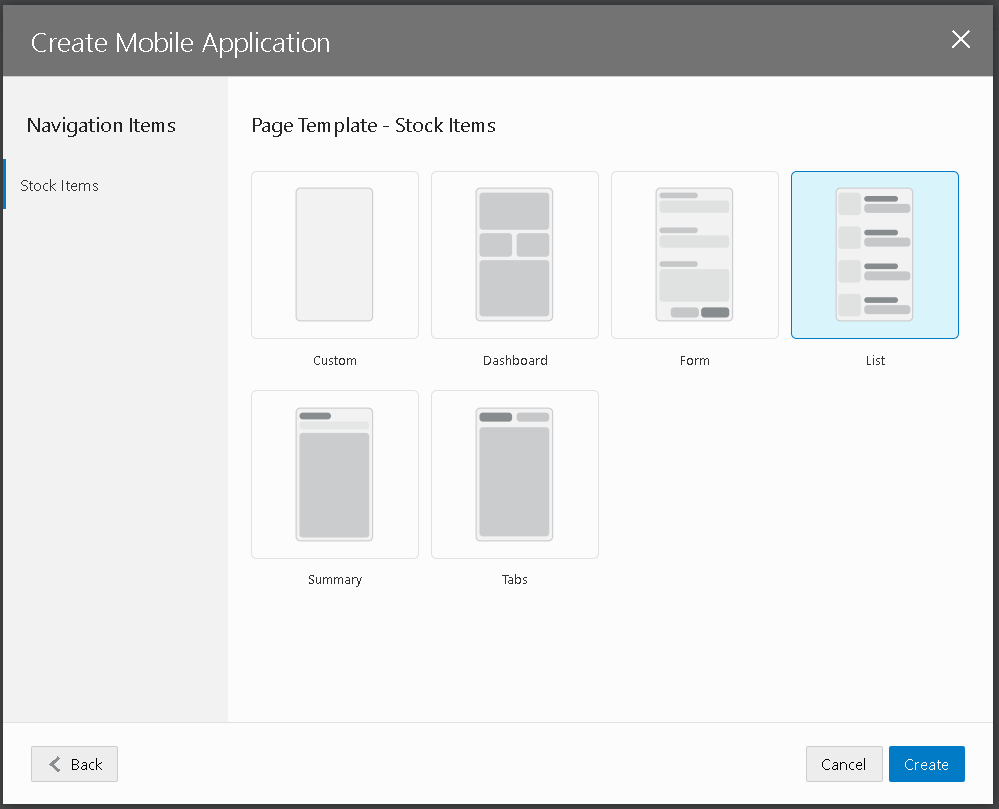 Create Mobile Application
Navigation Items
Stock Items
Page Template - Stock Items
Custom
Dashboard
Form
List
Summary
Tabs
Back
Cancel
Create